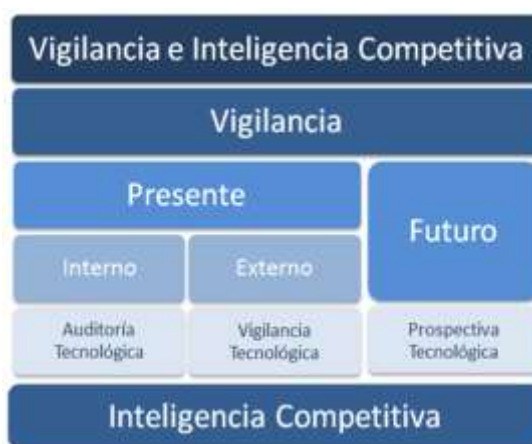 Vigilancia e Inteligencia Competitiva
Vigilancia
Presente
Futuro
Interno
Externo
Auditoría
Tecnológica
Vigilancia
Tecnológica
Prospectiva
Tecnológica
Inteligencia Competitiva